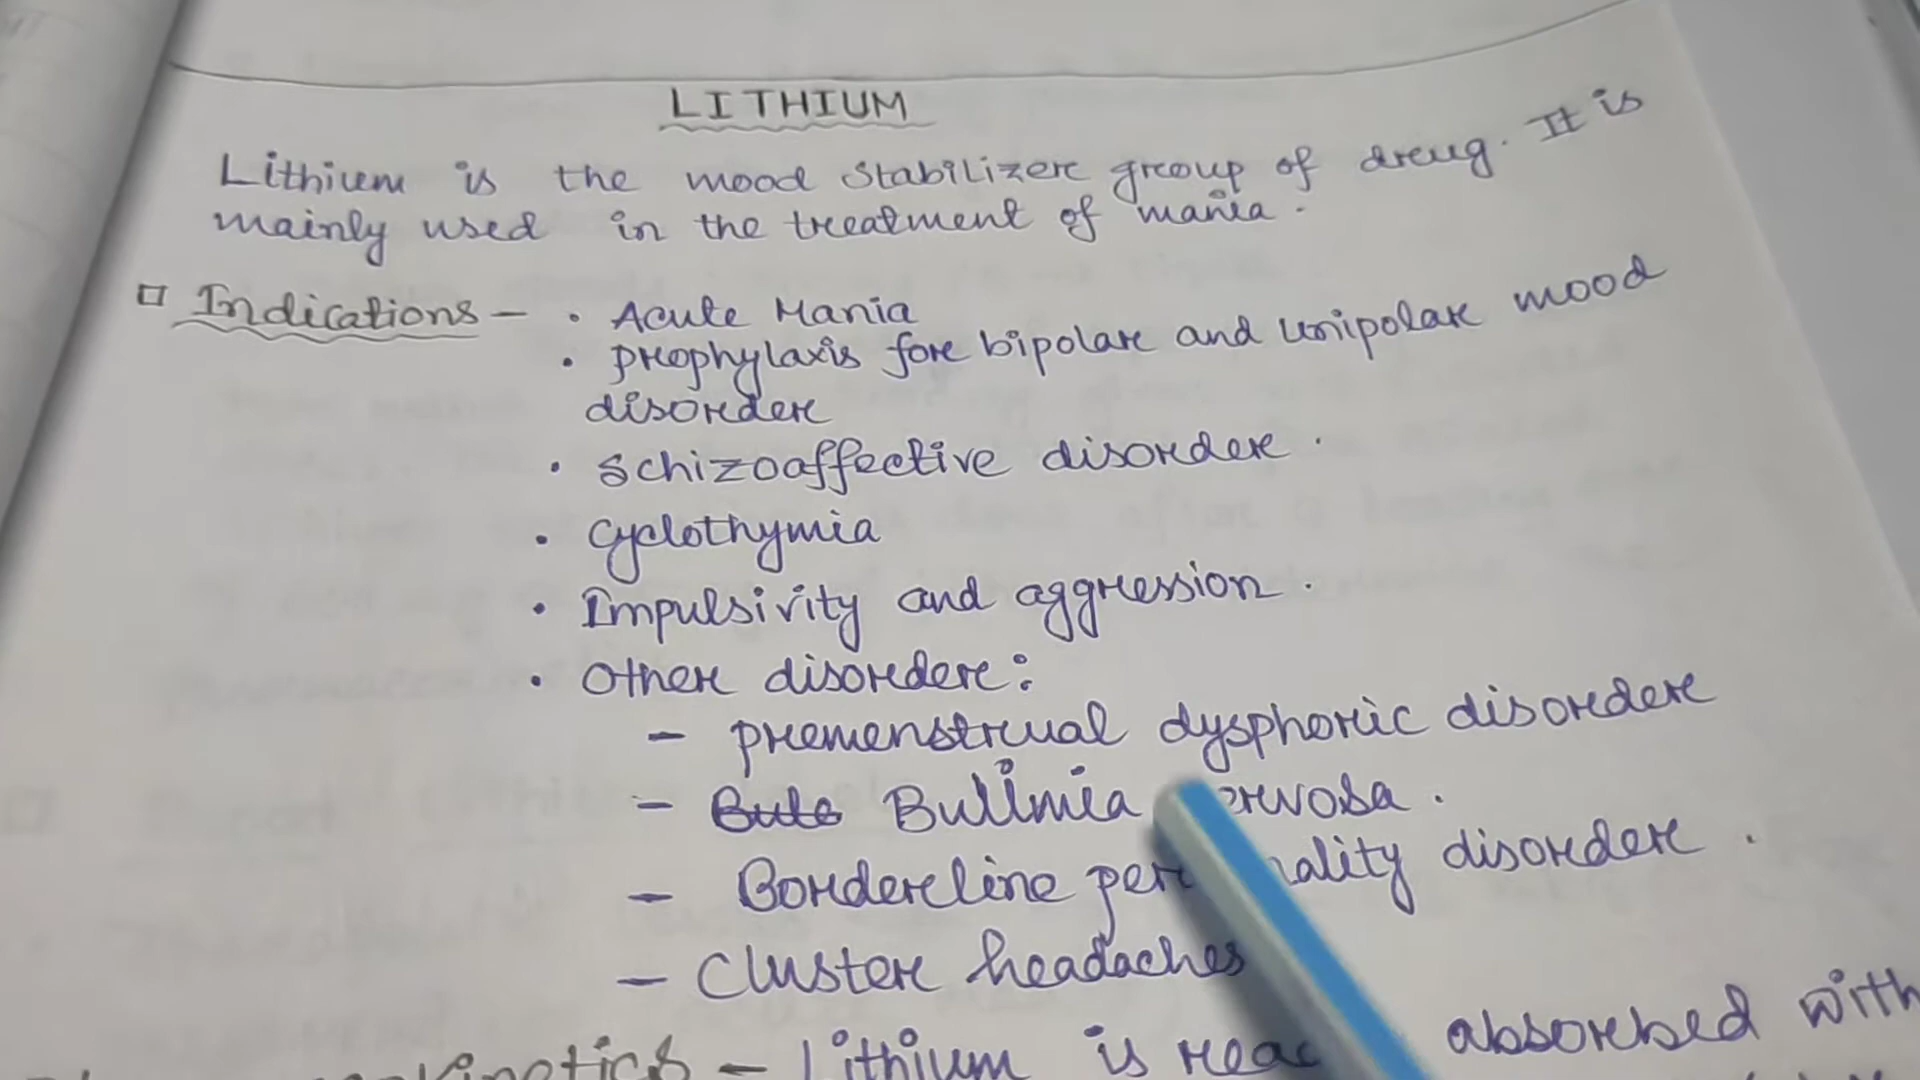 LITHIUM
Lithium is the mood stabilizer group of drug. It is
mainly used in the treatment of mania.
Indications - • Acute Mania
• prophylaxis for bipolar and unipolar mood
disorder
• schizoaffective disorder.
• Cyclothymia
• Impulsivity and aggression.
• Other disorder:
- premenstrual dysphoric disorder
- Bullmia
- Borderline disorder.
- Cluster headaches
- Lithium is absorbed with